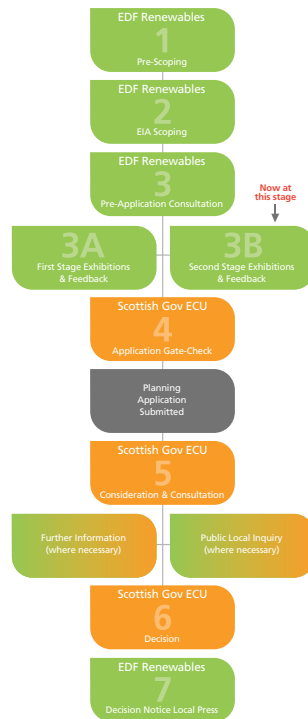 EDF Renewables
1
Pre-Scoping
EDF Renewables
2
EIA Scoping
EDF Renewables
3
Pre-Application Consultation
Now at
this stage
3A
First Stage Exhibitions
& Feedback
3B
Second Stage Exhibitions
& Feedback
Scottish Gov ECU
4
Application Gate-Check
Planning
Application
Submitted
Scottish Gov ECU
5
Consideration & Consultation
Further Information
(where necessary)
Public Local Inquiry
(where necessary)
Scottish Gov ECU
6
Decision
EDF Renewables
7
Decision Notice Local Press